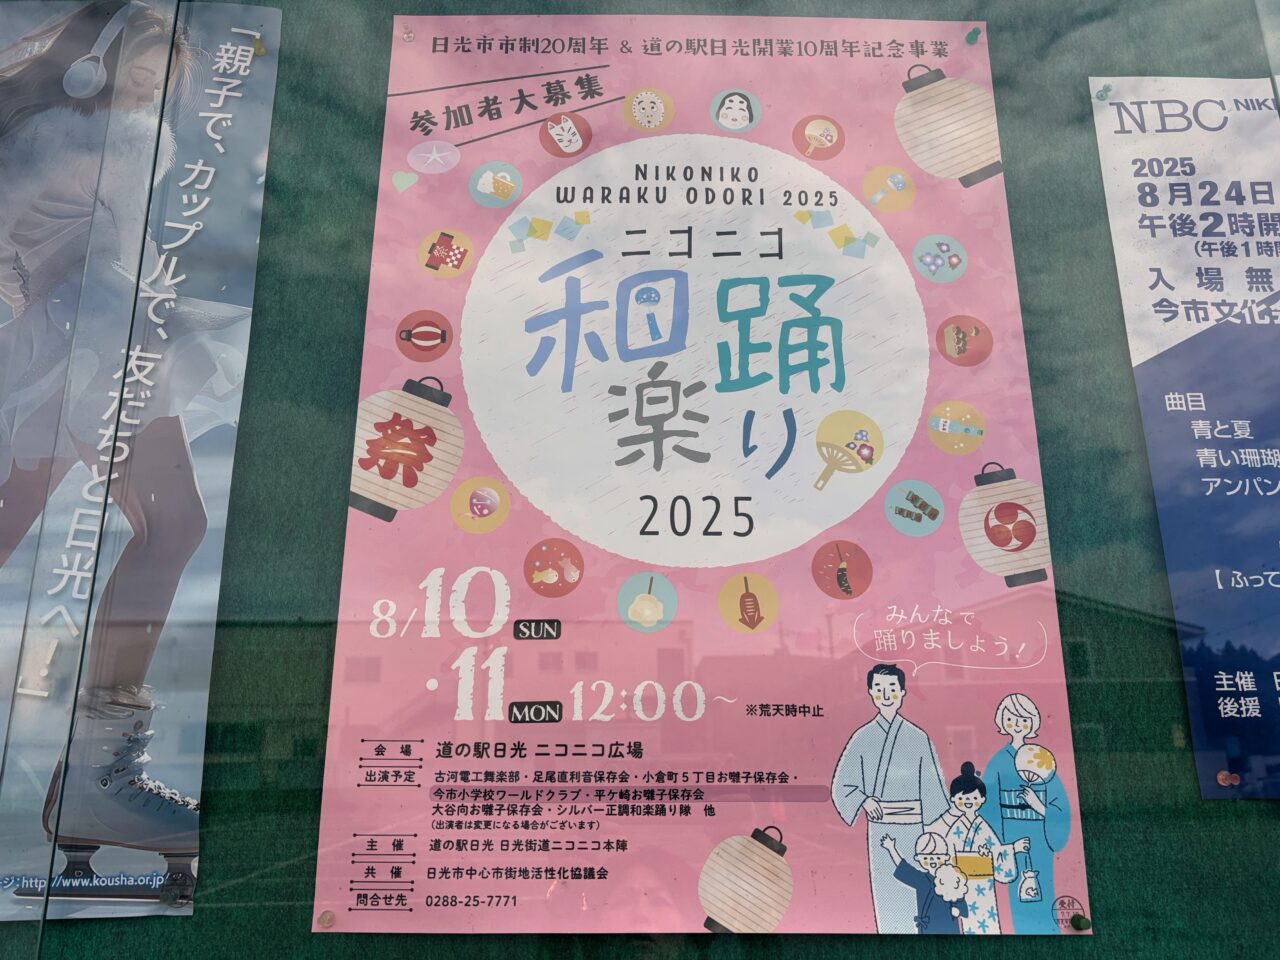 「親子で、カップルで、友だちと日光へ!」
ージ:http://www.kousha.or.jp/
日光市市制20周年 & 道の駅日光開業10周年記念事業
参加者大募集
NIKONIKO
WARAKU ODORI 2025
ニコニコ
和楽踊り
2025
祭
祭
8/10 SUN
・11 MON 12:00~ ※荒天時中止
みんなで
踊りましょう!
会場 道の駅日光 ニコニコ広場
出演予定 古河電工舞楽部・足尾直利音保存会・小倉町5丁目お囃子保存会・
今市小学校ワールドクラブ・平ケ崎お囃子保存会
大谷向お囃子保存会・シルバー正調和楽踊り隊 他
(出演者は変更になる場合がございます)
主催 道の駅日光 日光街道ニコニコ本陣
共催 日光市中心市街地活性化協議会
問合せ先 0288-25-7771
受付
NBC NIK
2025
8月24日
午後2時開
(午後1時
入場無
今市文化
曲目
青と夏
青い珊瑚
アンパン
【ふって
主催
後援